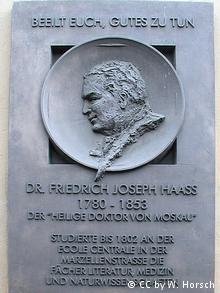 BEEILT EUCH, GUTES ZU TUN
DR. FRIEDRICH JOSEPH HAASS
1780 - 1853
DER "HEILIGE DOKTOR VON MOSKAU"
STUDIERTE BIS 1802 AN DER
ECOLE CENTRALE IN DER
MARZELLENSTRASSE DIE
FÄCHER LITERATUR, MEDIZIN
UND NATURWISSEN
CC by W. Horsch